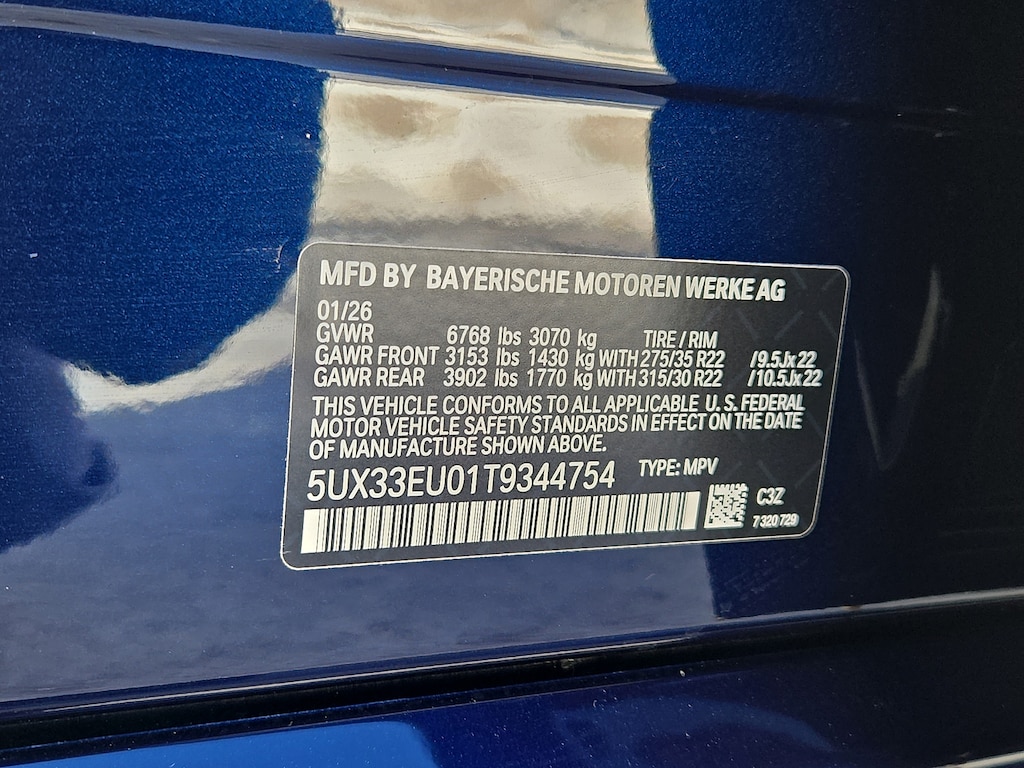 MFD BY BAYERISCHE MOTOREN WERKE AG
01/26
GVWR 6768 lbs 3070 kg TIRE / RIM
GAWR FRONT 3153 lbs 1430 kg WITH 275/35 R22 /9.5Jx22
GAWR REAR 3902 lbs 1770 kg WITH 315/30 R22 /10.5Jx22
THIS VEHICLE CONFORMS TO ALL APPLICABLE U. S. FEDERAL
MOTOR VEHICLE SAFETY STANDARDS IN EFFECT ON THE DATE
OF MANUFACTURE SHOWN ABOVE.
5UX33EU01T9344754 TYPE: MPV
C3Z
7 320 729